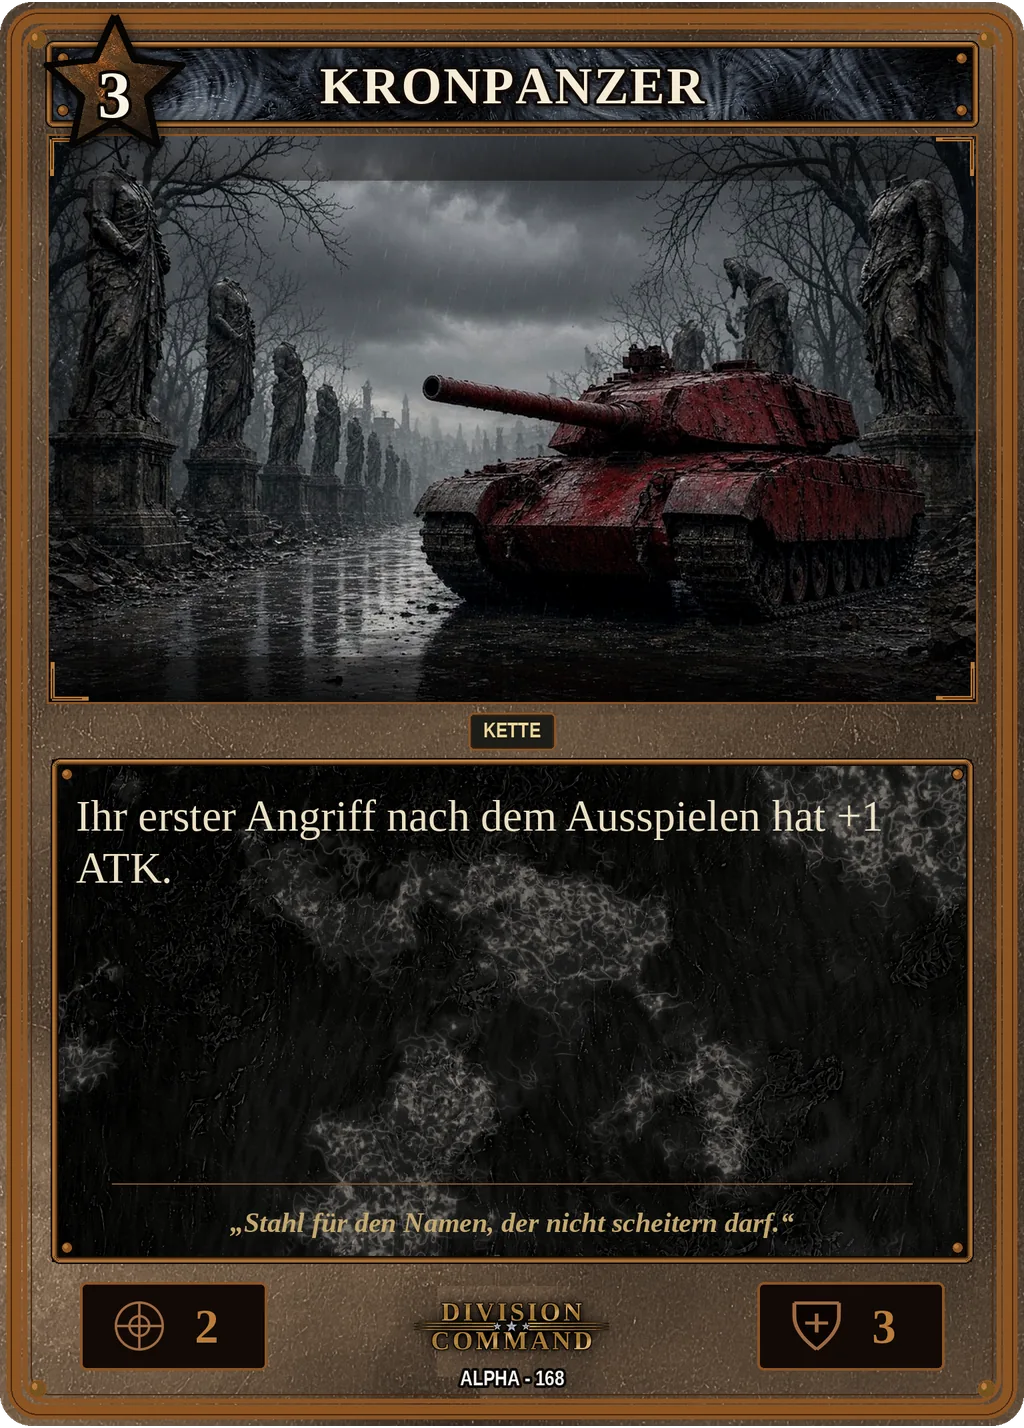 3
KRONPANZER
KETTE
Ihr erster Angriff nach dem Ausspielen hat +1
ATK.
„Stahl für den Namen, der nicht scheitern darf.“
2
DIVISION
COMMAND
3
ALPHA - 168